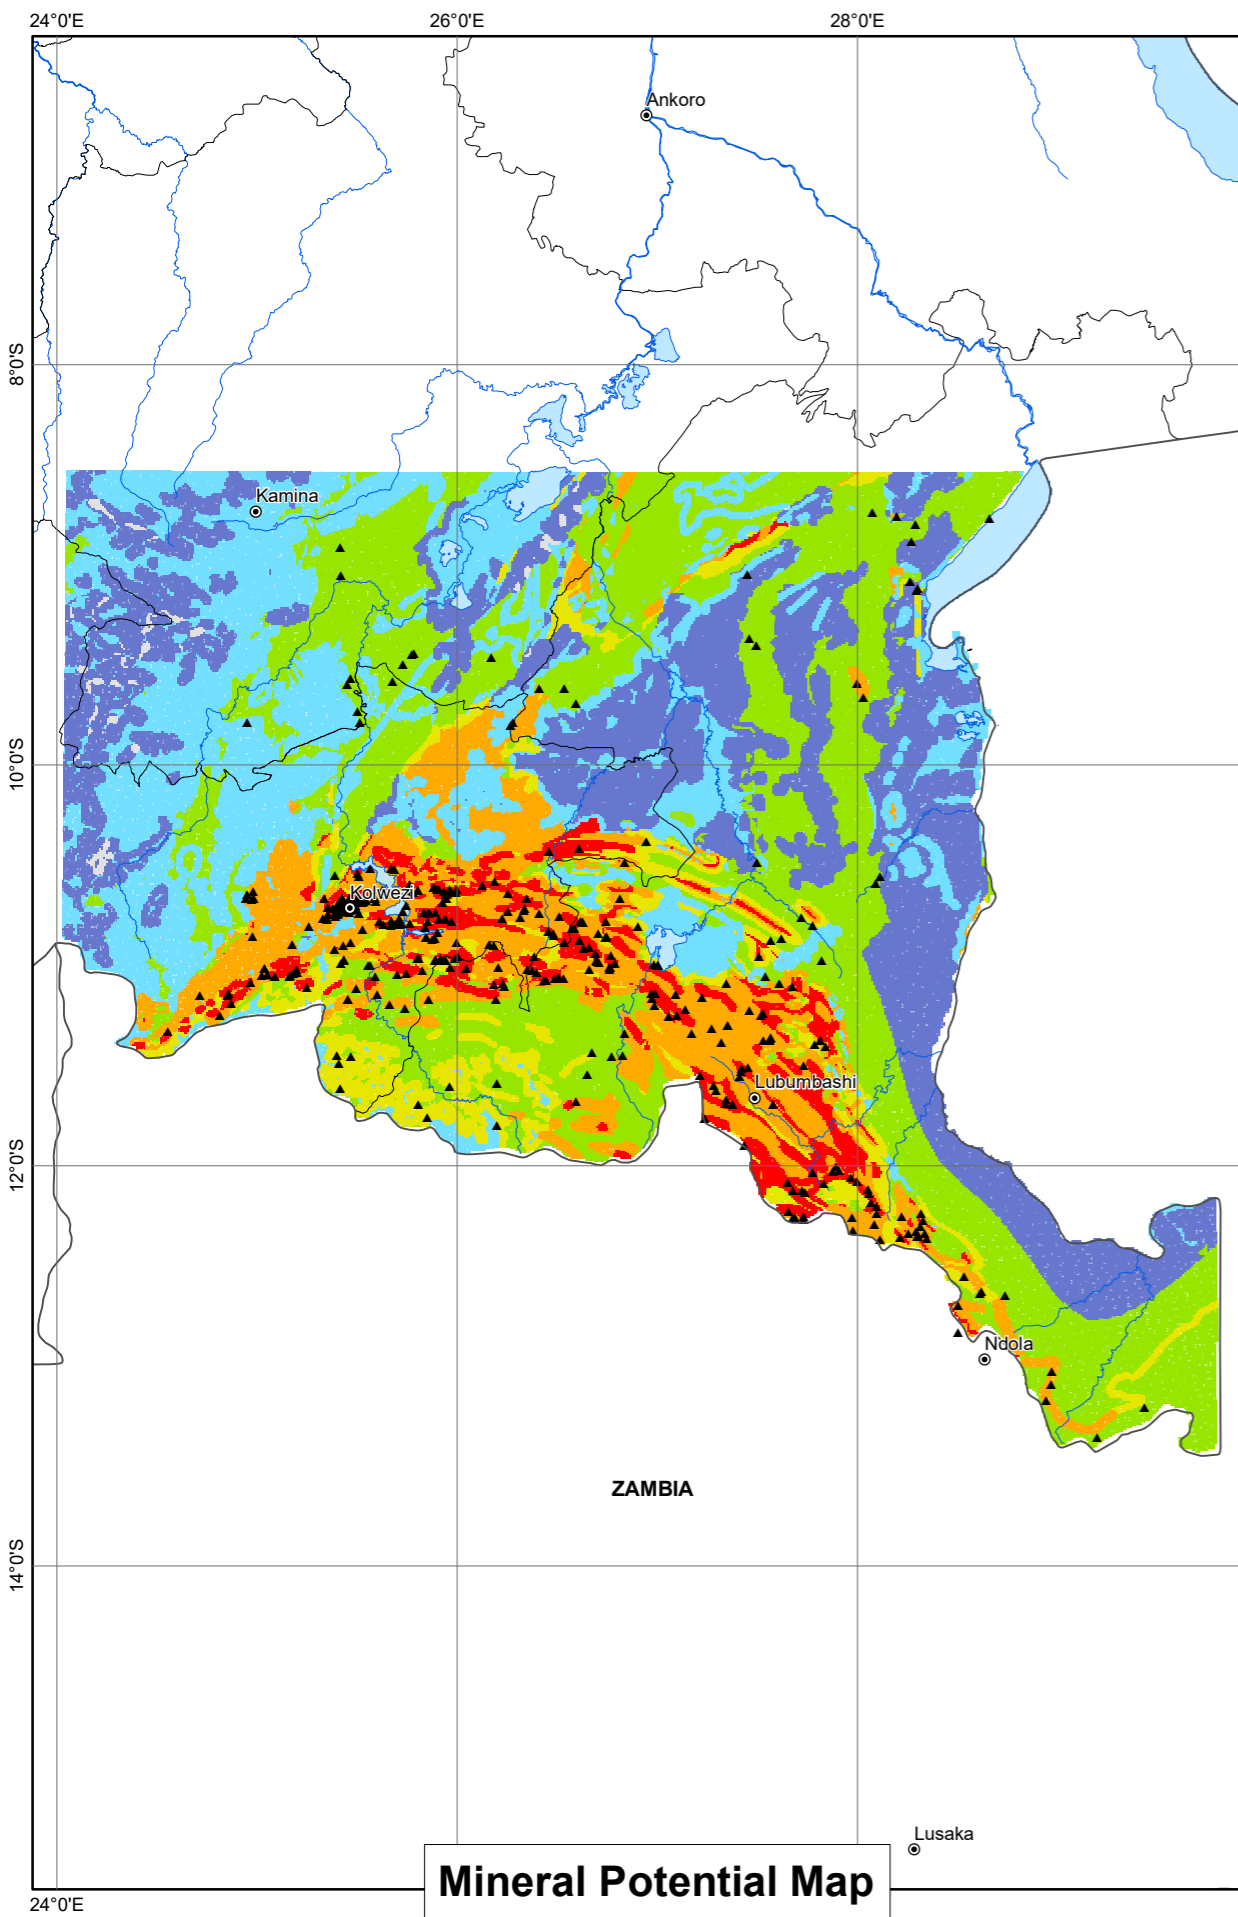 24°0'E
26°0'E
28°0'E
Ankoro
8°0'S
Kamina
10°0'S
Kolwezi
Lubumbashi
12°0'S
Ndola
ZAMBIA
14°0'S
Lusaka
Mineral Potential Map
24°0'E